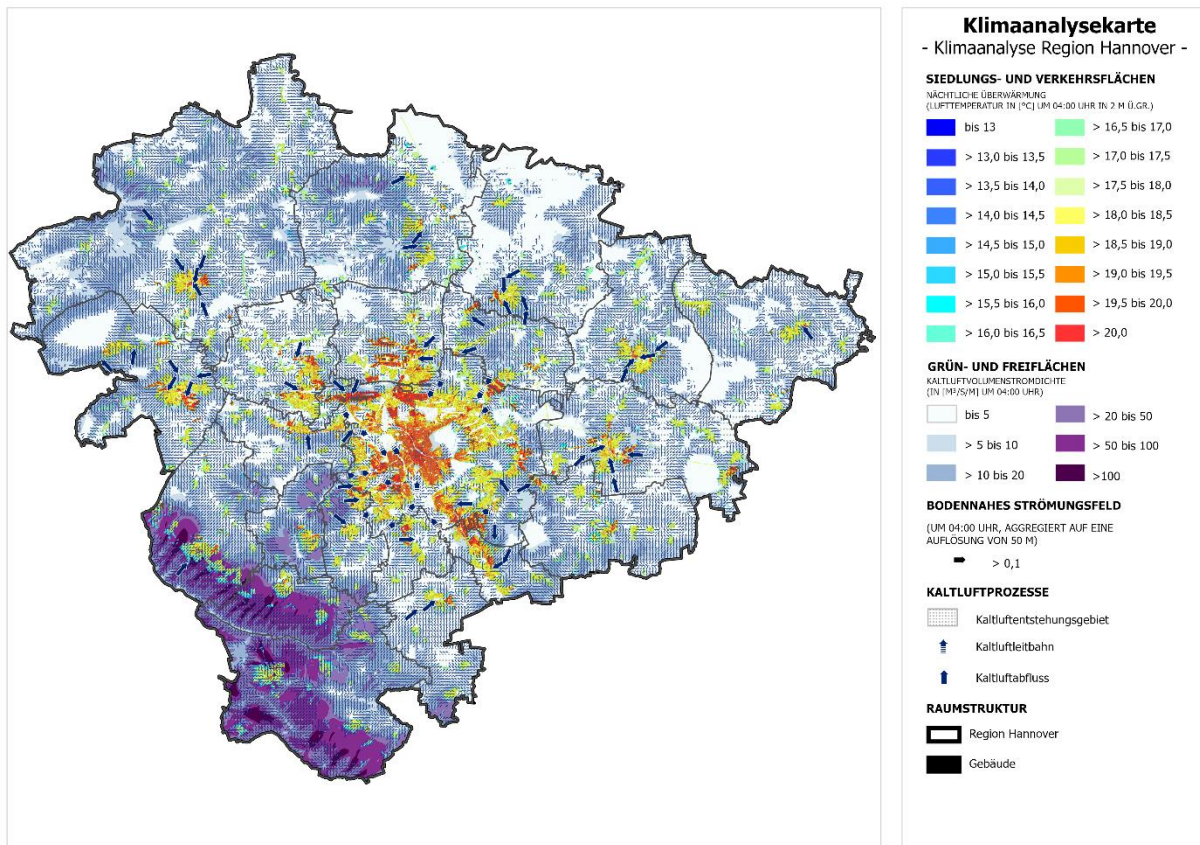 Klimaanalysekarte
- Klimaanalyse Region Hannover -
SIEDLUNGS- UND VERKEHRSFLÄCHEN
NÄCHTLICHE ÜBERWÄRMUNG
(LUFTTEMPERATUR IN [°C] UM 04:00 UHR IN 2 M Ü.GR.)
bis 13 > 16,5 bis 17,0
> 13,0 bis 13,5 > 17,0 bis 17,5
> 13,5 bis 14,0 > 17,5 bis 18,0
> 14,0 bis 14,5 > 18,0 bis 18,5
> 14,5 bis 15,0 > 18,5 bis 19,0
> 15,0 bis 15,5 > 19,0 bis 19,5
> 15,5 bis 16,0 > 19,5 bis 20,0
> 16,0 bis 16,5 > 20,0
GRÜN- UND FREIFLÄCHEN
KALTLUFTVOLUMENSTROMDICHTE
(IN [M³/S/M] UM 04:00 UHR)
bis 5 > 20 bis 50
> 5 bis 10 > 50 bis 100
> 10 bis 20 >100
BODENNAHES STRÖMUNGSFELD
(UM 04:00 UHR, AGGREGIERT AUF EINE
AUFLÖSUNG VON 50 M)
> 0,1
KALTLUFTPROZESSE
Kaltluftentstehungsgebiet
Kaltluftleitbahn
Kaltluftabfluss
RAUMSTRUKTUR
Region Hannover
Gebäude